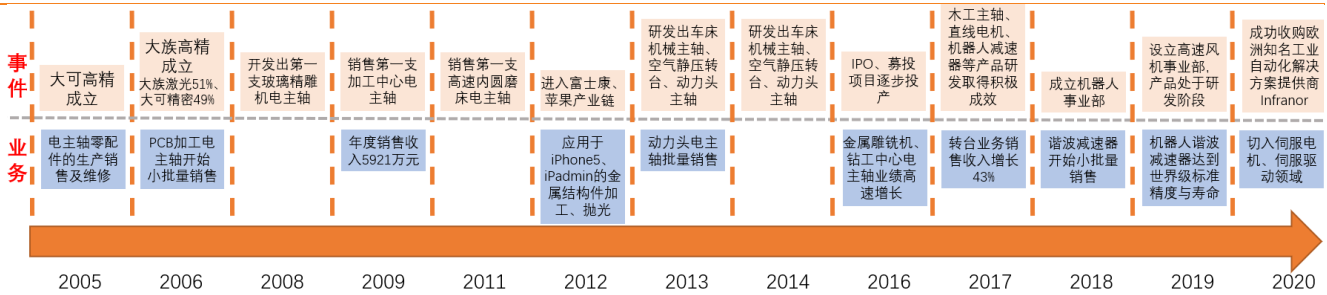 事件
大可高精
成立
大族高精
成立
大族激光51%、
大可精密49%
开发出第一
支玻璃精雕
机电主轴
销售第一支
加工中心电
主轴
销售第一支
高速内圆磨
床电主轴
进入富士康、
苹果产业链
研发出车床
机械主轴、
空气静压转
台、动力头
主轴
研发出车床
机械主轴、
空气静压转
台、动力头
主轴
IPO、募投
项目逐步投
产
木工主轴、
直线电机、
机器人减速
器等产品研
发取得积极
成效
成立机器人
事业部
设立高速风
机事业部，
产品处于研
发阶段
成功收购欧
洲知名工业
自动化解决
方案提供商
Infranor
业务
电主轴零配
件的生产销
售及维修
PCB加工电
主轴开始
小批量销售
年度销售收
入5921万元
应用于
iPhone5、
iPadmin的金
属结构件加
工、抛光
动力头电主
轴批量销售
金属雕铣机、
钻工中心电
主轴业绩高
速增长
转台业务销
售收入增长
43%
谐波减速器
开始小批量
销售
机器人谐波
减速器达到
世界级标准
精度与寿命
切入伺服电
机、伺服驱
动领域
2005
2006
2008
2009
2011
2012
2013
2014
2016
2017
2018
2019
2020